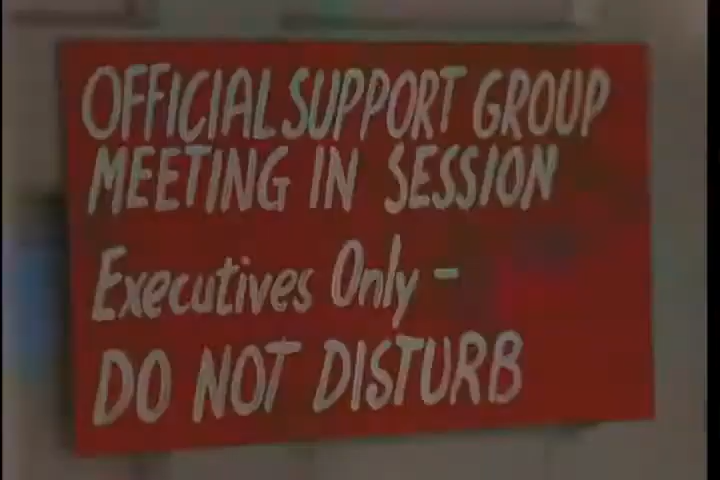 OFFICIAL SUPPORT GROUP
MEETING IN SESSION
Executives Only -
DO NOT DISTURB